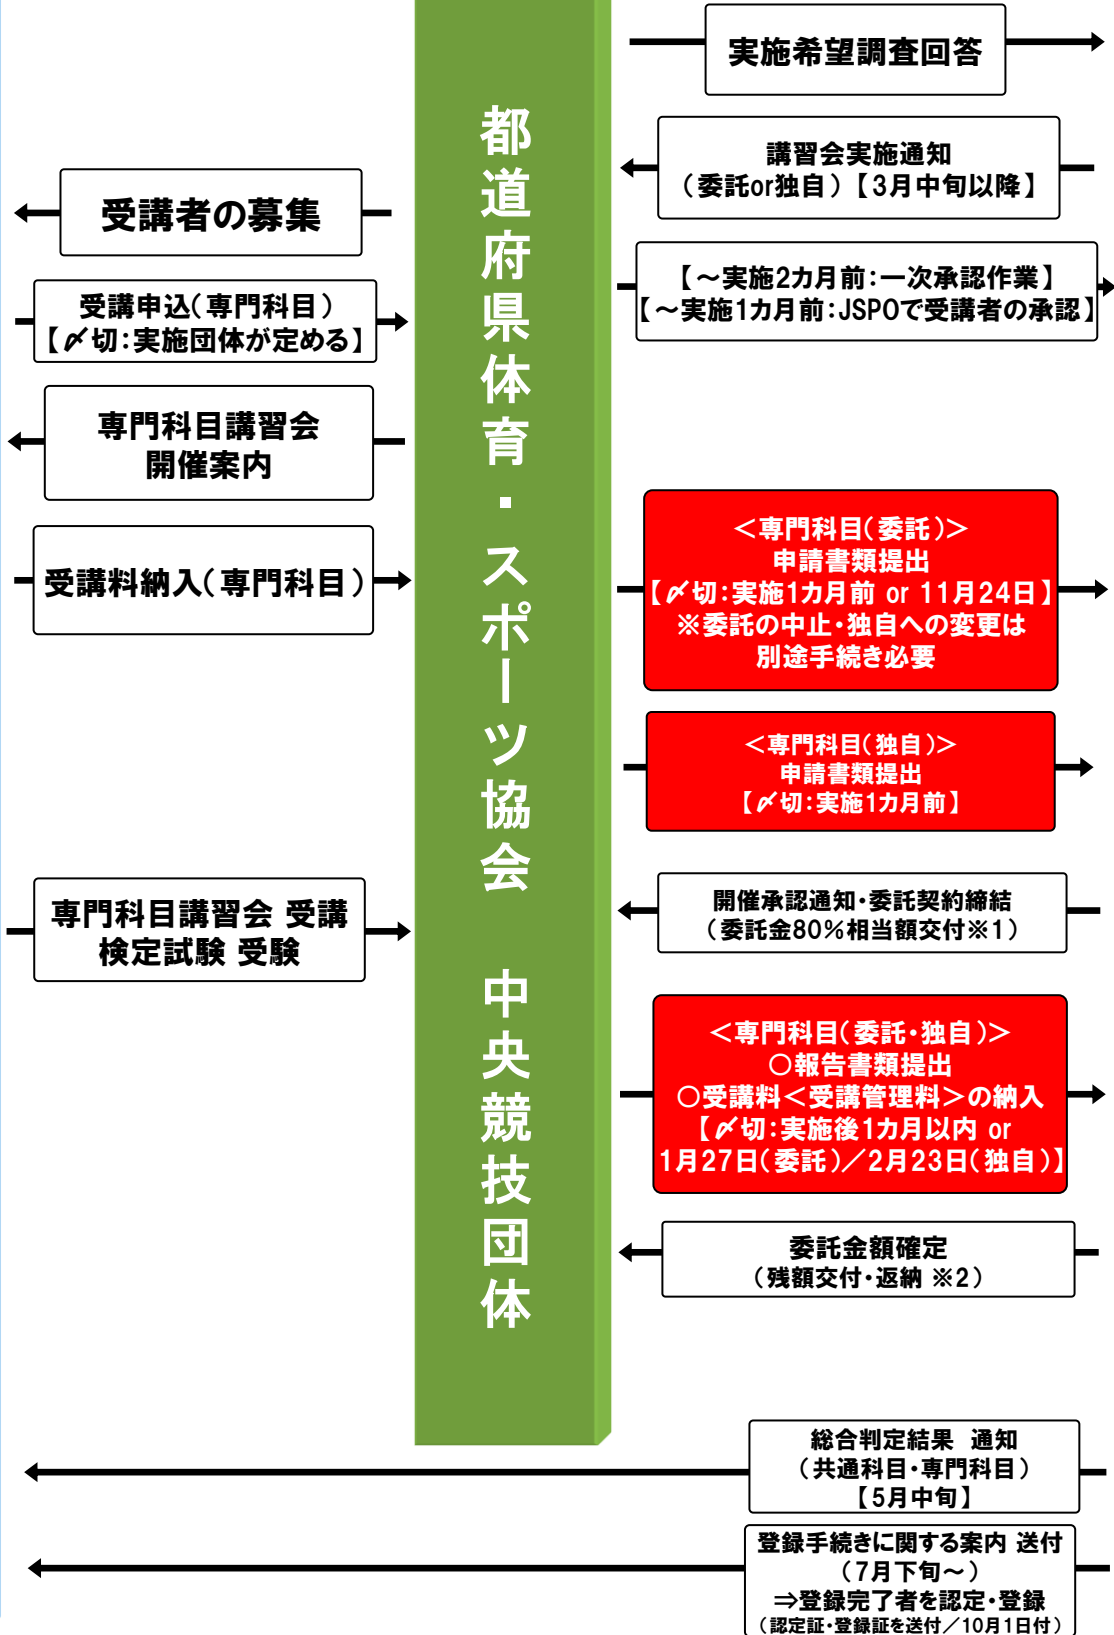 実施希望調査回答
講習会実施通知
（委託or独自）【3月中旬以降】
受講者の募集
【～実施2カ月前：一次承認作業】
【～実施1カ月前：JSPOで受講者の承認】
受講申込（専門科目）
【〆切：実施団体が定める】
専門科目講習会
開催案内
都道府県体育・スポーツ協会　中央競技団体
＜専門科目（委託）＞
申請書類提出
【〆切：実施1カ月前 or 11月24日】
※委託の中止・独自への変更は
別途手続き必要
受講料納入（専門科目）
＜専門科目（独自）＞
申請書類提出
【〆切：実施1カ月前】
専門科目講習会 受講
検定試験 受験
開催承認通知・委託契約締結
（委託金80％相当額交付※1）
＜専門科目（委託・独自）＞
○報告書類提出
○受講料＜受講管理料＞の納入
【〆切：実施後1カ月以内 or
1月27日（委託）／2月23日（独自）】
委託金額確定
（残額交付・返納 ※2）
総合判定結果 通知
（共通科目・専門科目）
【5月中旬】
登録手続きに関する案内 送付
（7月下旬～）
⇒登録完了者を認定・登録
（認定証・登録証を送付／10月1日付）